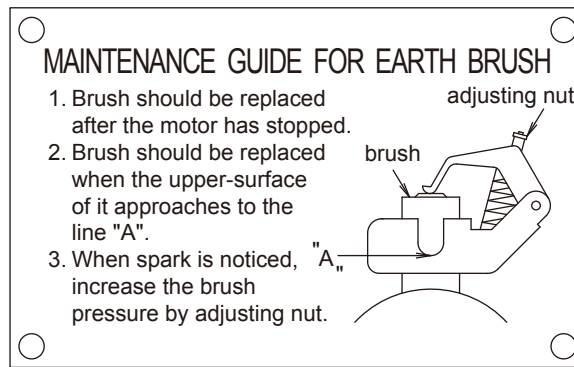 MAINTENANCE GUIDE FOR EARTH BRUSH
1. Brush should be replaced
after the motor has stopped.
2. Brush should be replaced
when the upper-surface
of it approaches to the
line "A".
3. When spark is noticed,
increase the brush
pressure by adjusting nut.
adjusting nut
brush
"A"